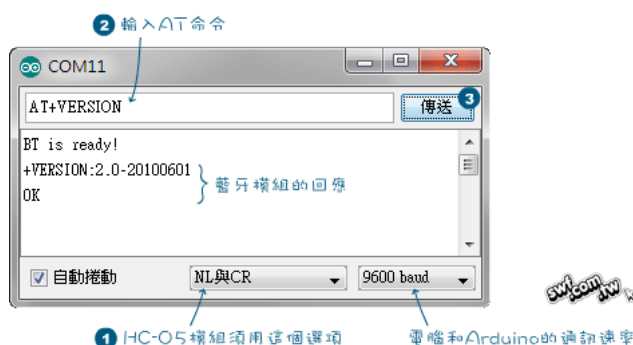 2 輸入AT命令
COM11
AT+VERSION
傳送 3
BT is ready!
+VERSION:2.0-20100601
OK
藍牙模組的回應
自動捲動
NL與CR
9600 baud
swf.com.tw
1 HC-05模組須用這個選項
電腦和Arduino的通訊速率